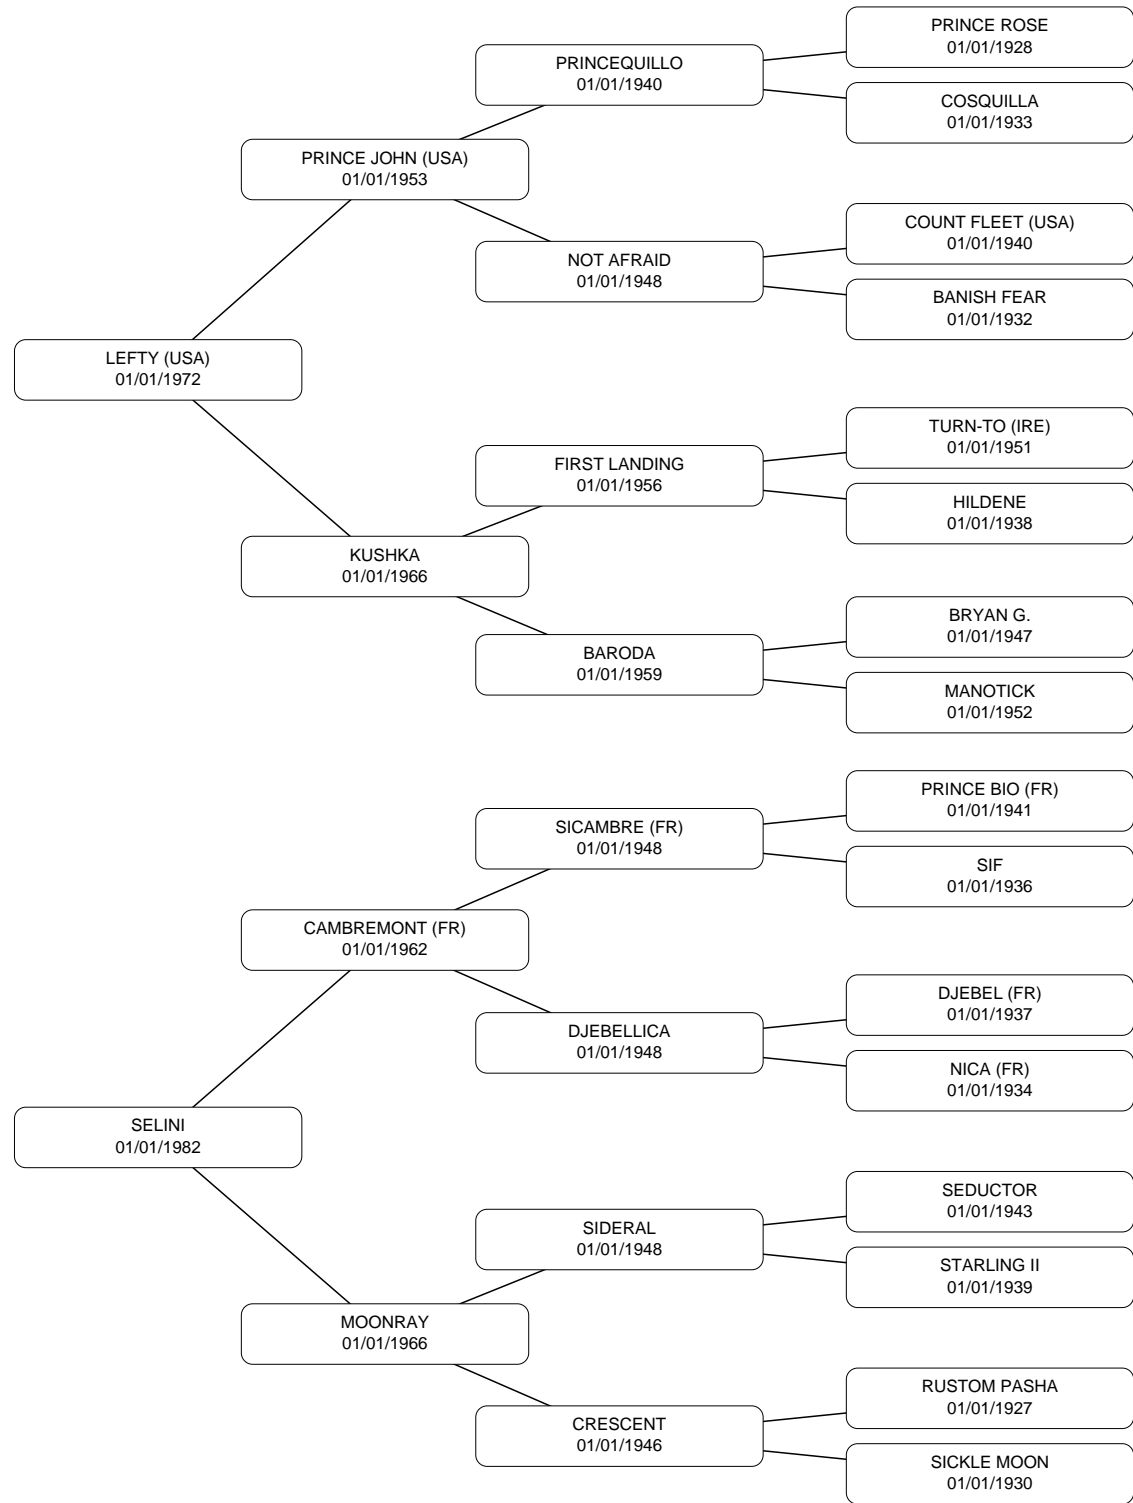 PRINCE ROSE
01/01/1928
PRINCEQUILLO
01/01/1940
COSQUILLA
01/01/1933
PRINCE JOHN (USA)
01/01/1953
COUNT FLEET (USA)
01/01/1940
NOT AFRAID
01/01/1948
BANISH FEAR
01/01/1932
LEFTY (USA)
01/01/1972
TURN-TO (IRE)
01/01/1951
FIRST LANDING
01/01/1956
HILDENE
01/01/1938
KUSHKA
01/01/1966
BRYAN G.
01/01/1947
BARODA
01/01/1959
MANOTICK
01/01/1952
PRINCE BIO (FR)
01/01/1941
SICAMBRE (FR)
01/01/1948
SIF
01/01/1936
CAMBREMONT (FR)
01/01/1962
DJEBEL (FR)
01/01/1937
DJEBELLICA
01/01/1948
NICA (FR)
01/01/1934
SELINI
01/01/1982
SEDUCTOR
01/01/1943
SIDERAL
01/01/1948
STARLING II
01/01/1939
MOONRAY
01/01/1966
RUSTOM PASHA
01/01/1927
CRESCENT
01/01/1946
SICKLE MOON
01/01/1930